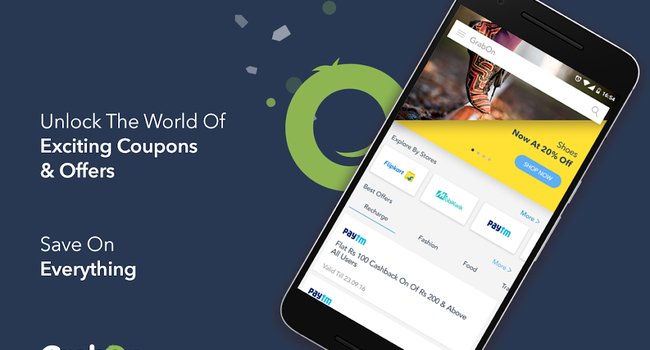 Unlock The World Of
Exciting Coupons
& Offers
Save On
Everything
16:54
GrabOn
Shoes
Now At 20% Off
SHOP NOW
Explore By Stores
More >
Flipkart
paytm
Best Offers
More >
Recharge
Fashion
Food
paytm
Flat Rs 100 Cashback On Of Rs 200 & Above
All Users
Valid Till 23.09.16
paytm